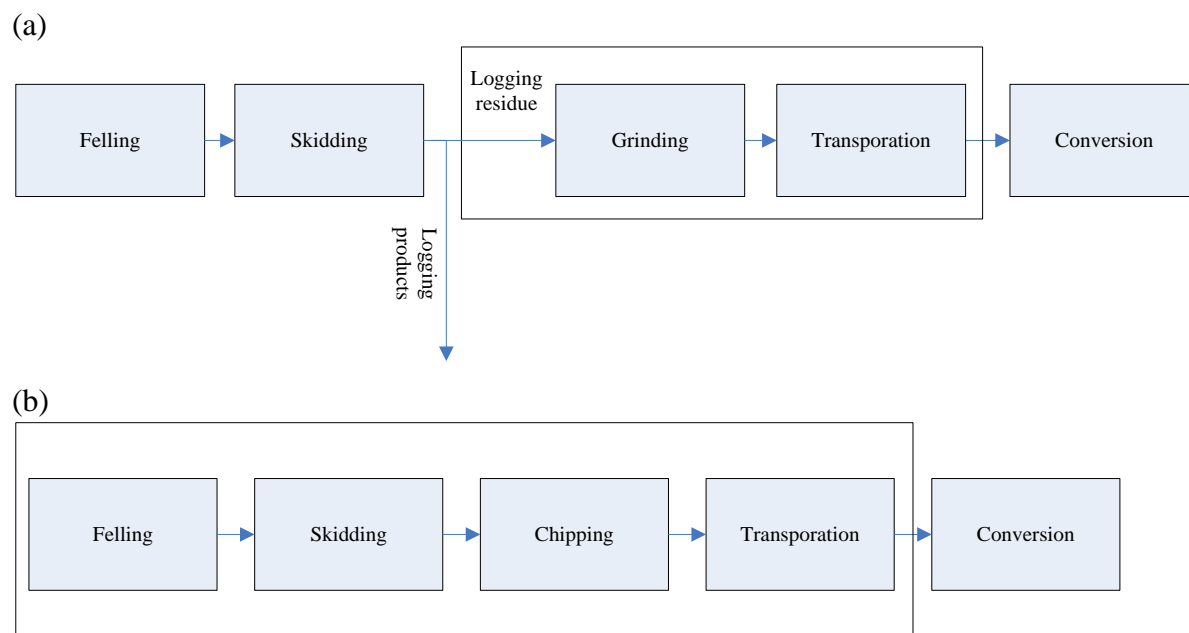 (a)
Logging
residue
Felling
Skidding
Grinding
Transporation
Conversion
Logging
products
(b)
Felling
Skidding
Chipping
Transporation
Conversion